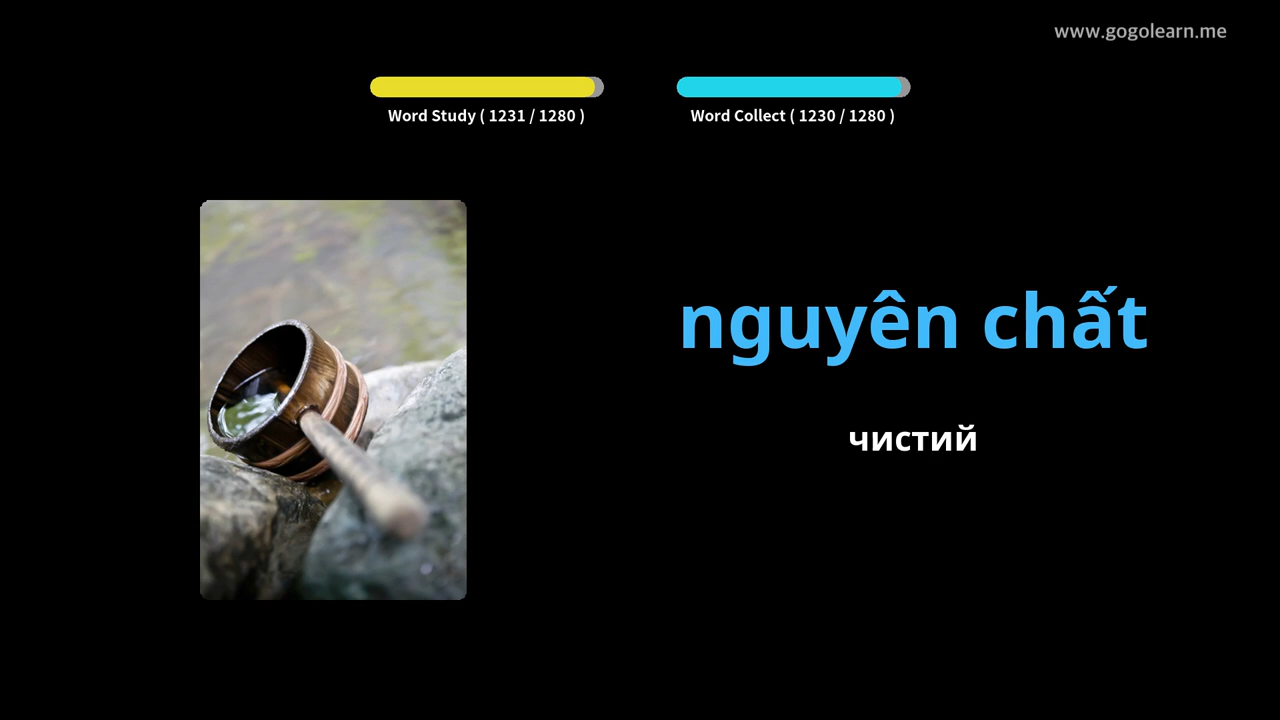 www.gogolearn.me
Word Study ( 1231 / 1280 )
Word Collect ( 1230 / 1280 )
nguyên chất
чистий